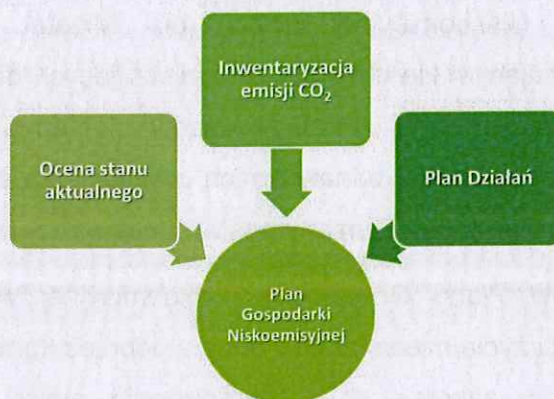 Inwentaryzacja
emisji CO₂
Ocena stanu
aktualnego
Plan Działań
Plan
Gospodarki
Niskoemisyjnej